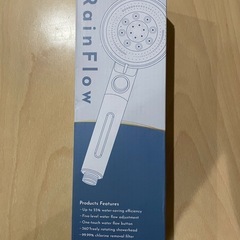 RainFlow
Products Features
- Up to 35% water-saving efficiency
- Five level water flow adjustment
- One-touch water flow button
- 360°freely rotating showerhead
- 99.99% chlorine removal filter